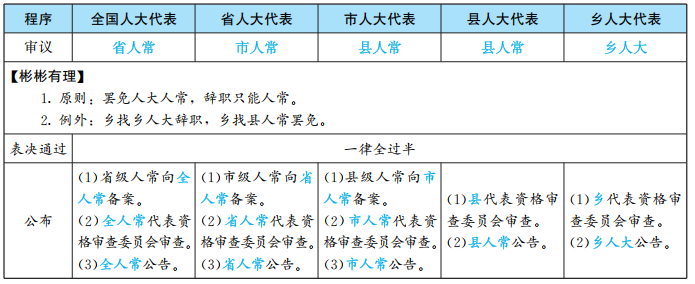 程序 全国人大代表 省人大代表 市人大代表 县人大代表 乡人大代表
审议 省人常 市人常 县人常 县人常 乡人大
【彬彬有理】
1. 原则：罢免人大人常，辞职只能人常。
2. 例外：乡找乡人大辞职，乡找县人常罢免。
表决通过 一律全过半
公布
(1)省级人常向全
人常备案。
(2)全人常代表资
格审查委员会审查。
(3)全人常公告。
(1)市级人常向省
人常备案。
(2)省人常代表资
格审查委员会审查。
(3)省人常公告。
(1)县级人常向市
人常备案。
(2)市人常代表资
格审查委员会审查。
(3)市人常公告。
(1)县代表资格审
查委员会审查。
(2)县人常公告。
(1)乡代表资格审
查委员会审查。
(2)乡人大公告。